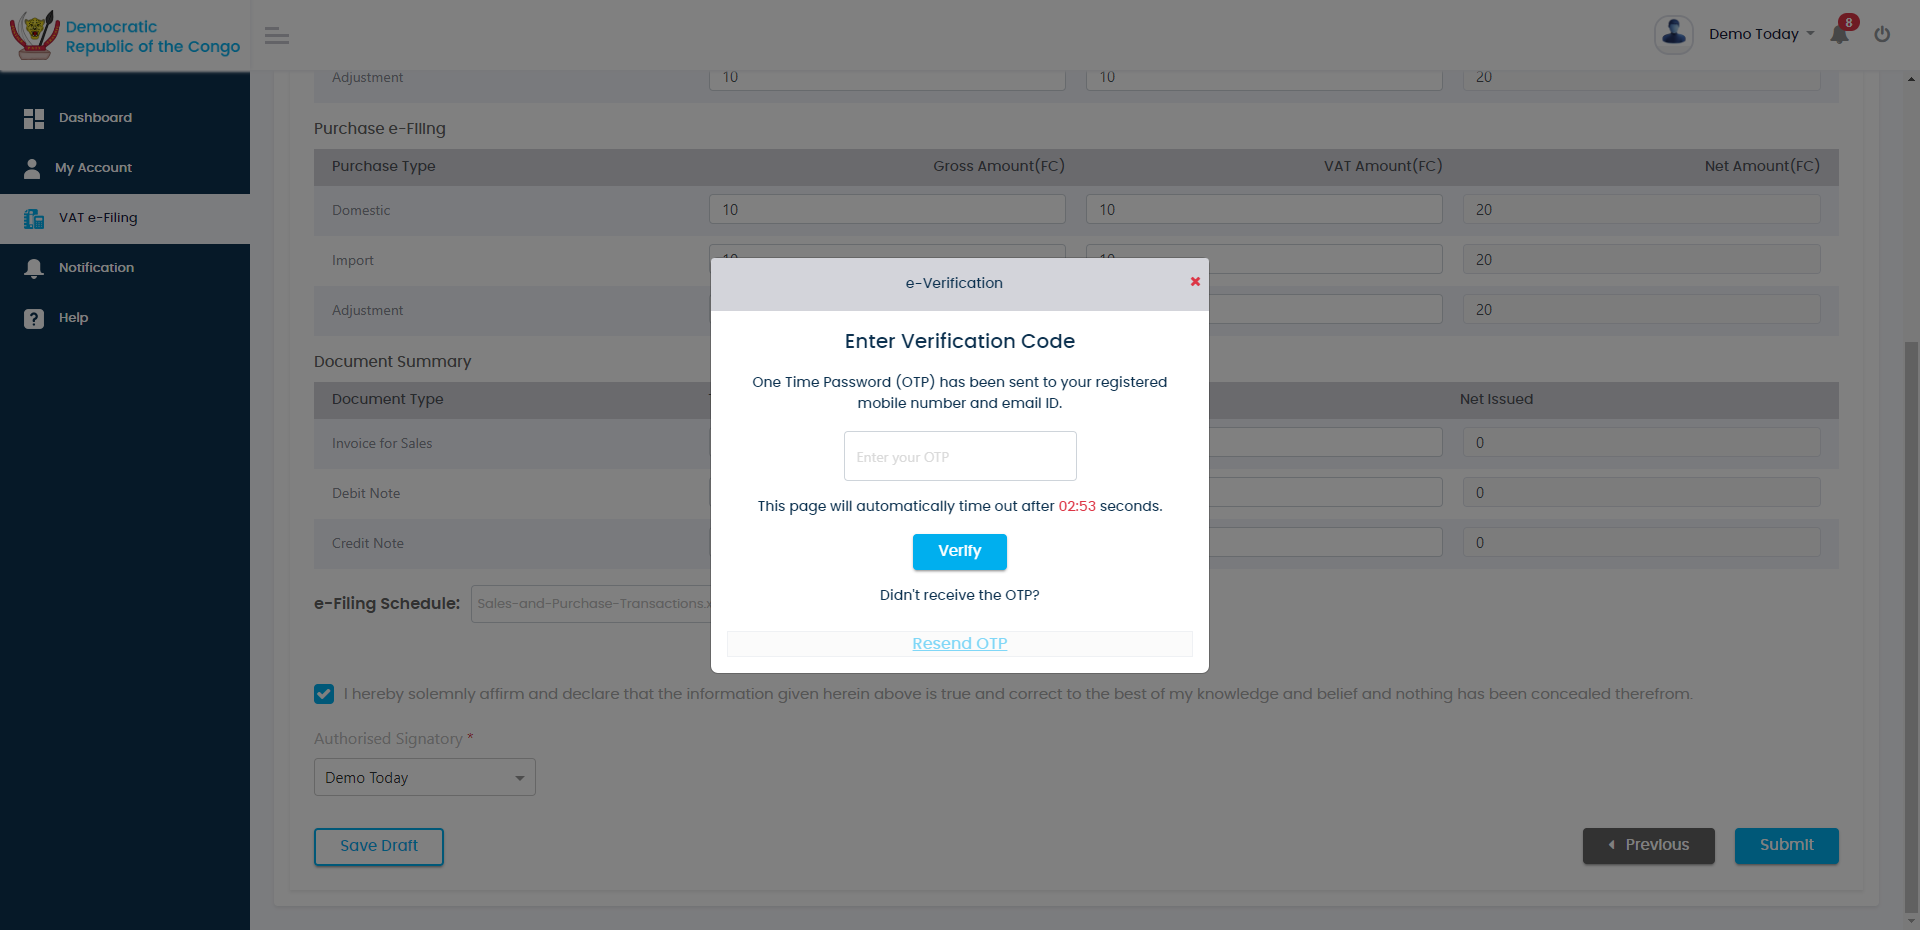 Democratic
Republic of the Congo
Demo Today
8
Dashboard
My Account
VAT e-Filing
Notification
Help
Adjustment 10 10 20
Purchase e-Filing
Purchase Type Gross Amount(FC) VAT Amount(FC) Net Amount(FC)
Domestic 10 10 20
Import 10 10 20
Adjustment 20
Document Summary
Document Type Net Issued
Invoice for Sales 0
Debit Note 0
Credit Note 0
e-Filing Schedule: Sales-and-Purchase-Transactions.x
e-Verification
Enter Verification Code
One Time Password (OTP) has been sent to your registered
mobile number and email ID.
Enter your OTP
This page will automatically time out after 02:53 seconds.
Verify
Didn't receive the OTP?
Resend OTP
I hereby solemnly affirm and declare that the information given herein above is true and correct to the best of my knowledge and belief and nothing has been concealed therefrom.
Authorised Signatory *
Demo Today
Save Draft
Previous
Submit